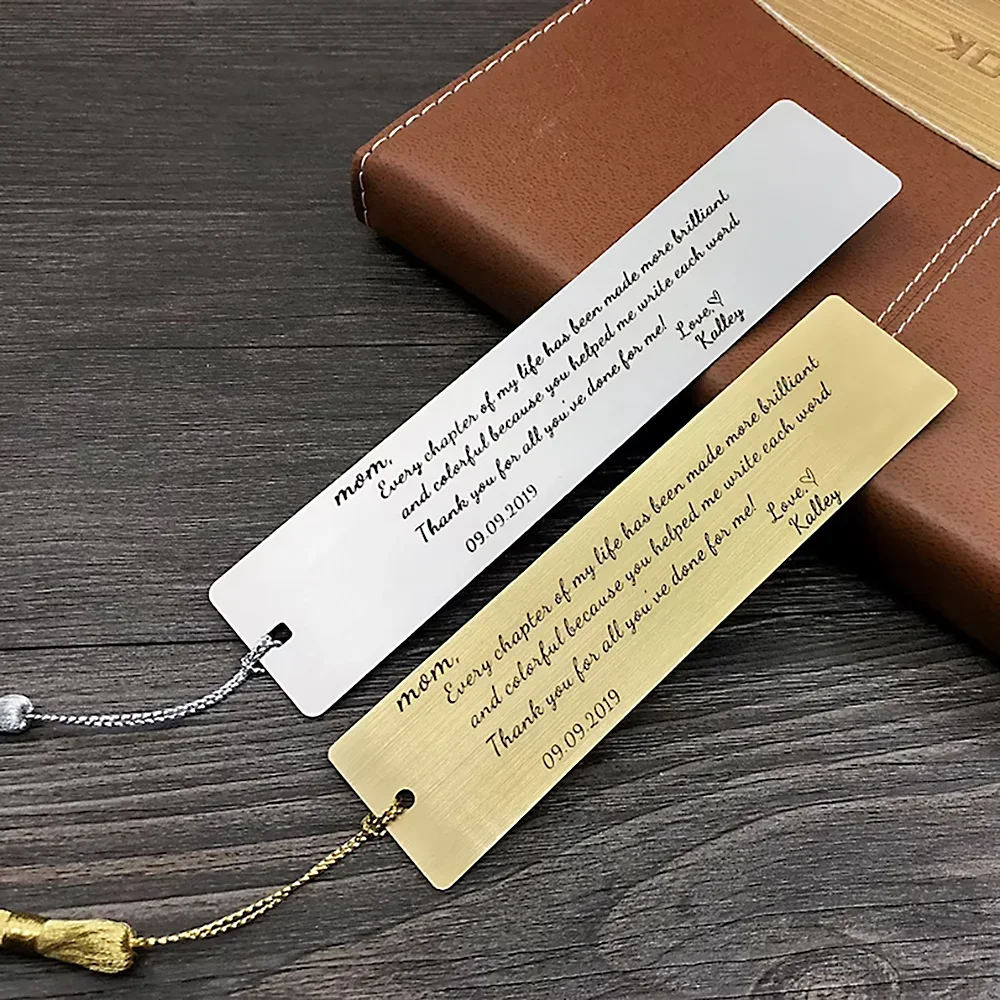 mom,
Every chapter of my life has been made more brilliant
and colorful because you helped me write each word
Thank you for all you've done for me!
Love,
Kalley
09.09.2019
mom,
Every chapter of my life has been made more brilliant
and colorful because you helped me write each word
Thank you for all you've done for me!
Love,
Kalley
09.09.2019